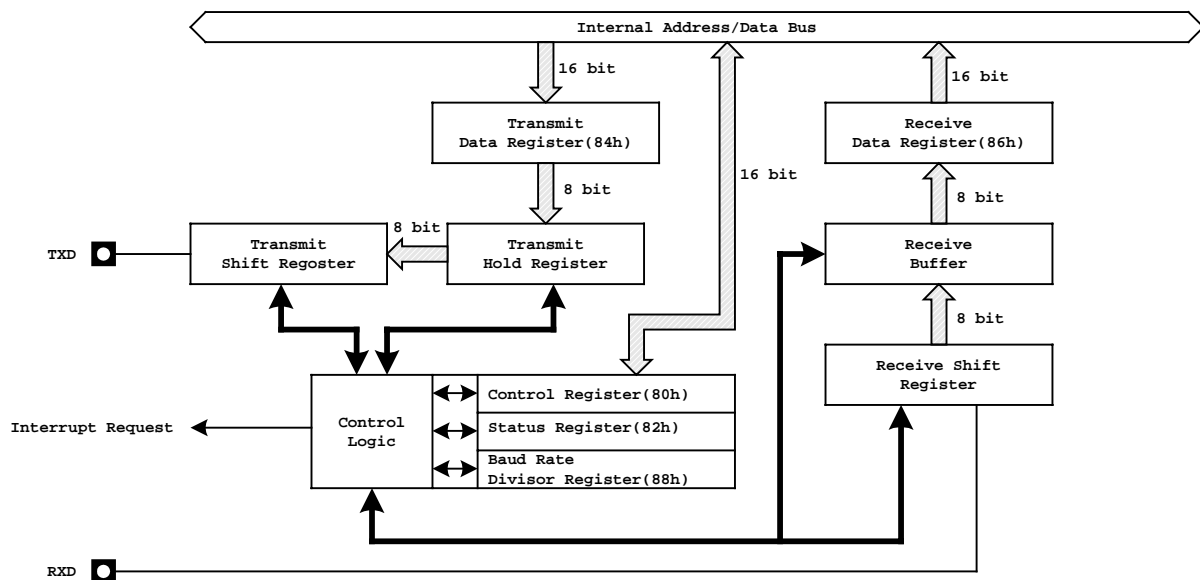 Internal Address/Data Bus
16 bit
16 bit
Transmit
Data Register(84h)
Receive
Data Register(86h)
16 bit
8 bit
8 bit
8 bit
TXD
Transmit
Shift Regoster
Transmit
Hold Register
Receive
Buffer
8 bit
Receive Shift
Register
Control
Logic
Control Register(80h)
Status Register(82h)
Baud Rate
Divisor Register(88h)
Interrupt Request
RXD